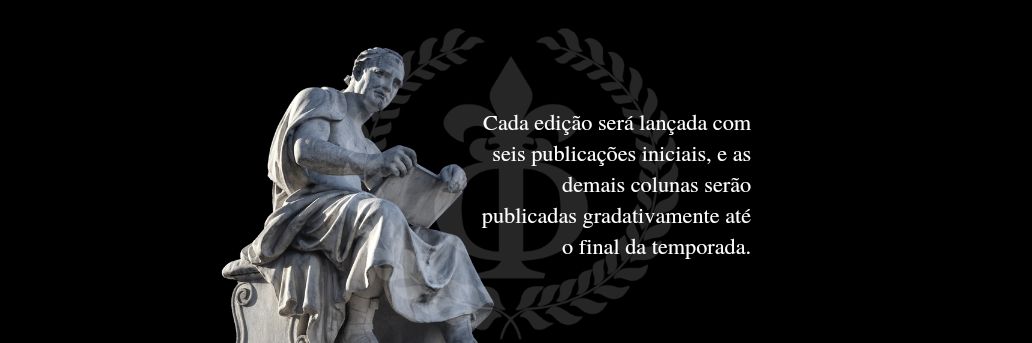 Cada edição será lançada com
seis publicações iniciais, e as
demais colunas serão
publicadas gradativamente até
o final da temporada.